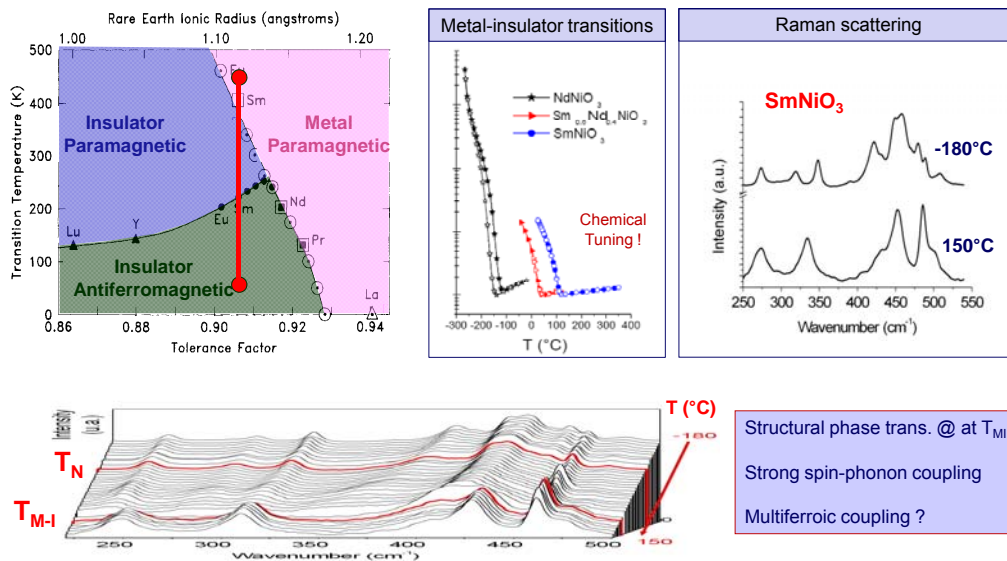 Rare Earth Ionic Radius (angstroms)
1.00 1.10 1.20
500
400
300
200
100
0
Transition Temperature (K)
Eu
Sm
Insulator
Paramagnetic
Metal
Paramagnetic
Lu
Y
Eu
Sm
Nd
Pr
La
Insulator
Antiferromagnetic
0.86 0.88 0.90 0.92 0.94
Tolerance Factor
Metal-insulator transitions
NdNiO3
Sm0.6Nd0.4NiO3
SmNiO3
Chemical
Tuning !
-300 -200 -100 0 100 200 300 400
T (°C)
Raman scattering
SmNiO3
-180°C
150°C
Intensity (a.u.)
250 300 350 400 450 500 550
Wavenumber (cm-1)
Intensity
(u.a.)
TN
TM-I
T (°C)
-180
150
250 300 350 400 450 500
Wavenumber (cm-1)
Structural phase trans. @ at TMI
Strong spin-phonon coupling
Multiferroic coupling ?